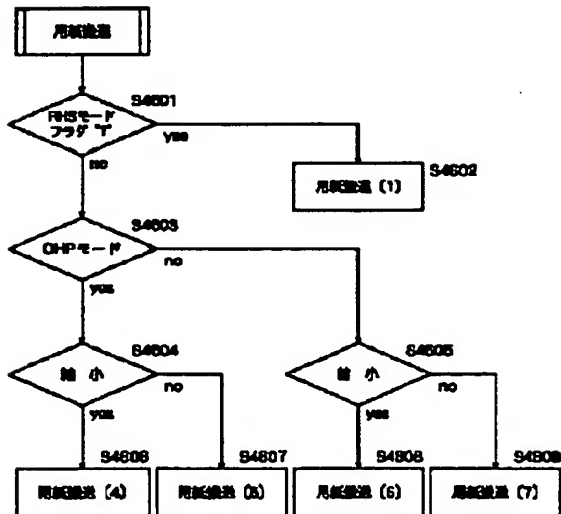 用紙搬送
S4601
RHSモード
フラグ "1"
yes
no
S4602
用紙搬送 (1)
S4603
OHPモード
no
yes
S4604
S4605
縮 小
縮 小
no
no
yes
yes
S4606
S4607
S4608
S4609
用紙搬送 (4)
用紙搬送 (5)
用紙搬送 (6)
用紙搬送 (7)